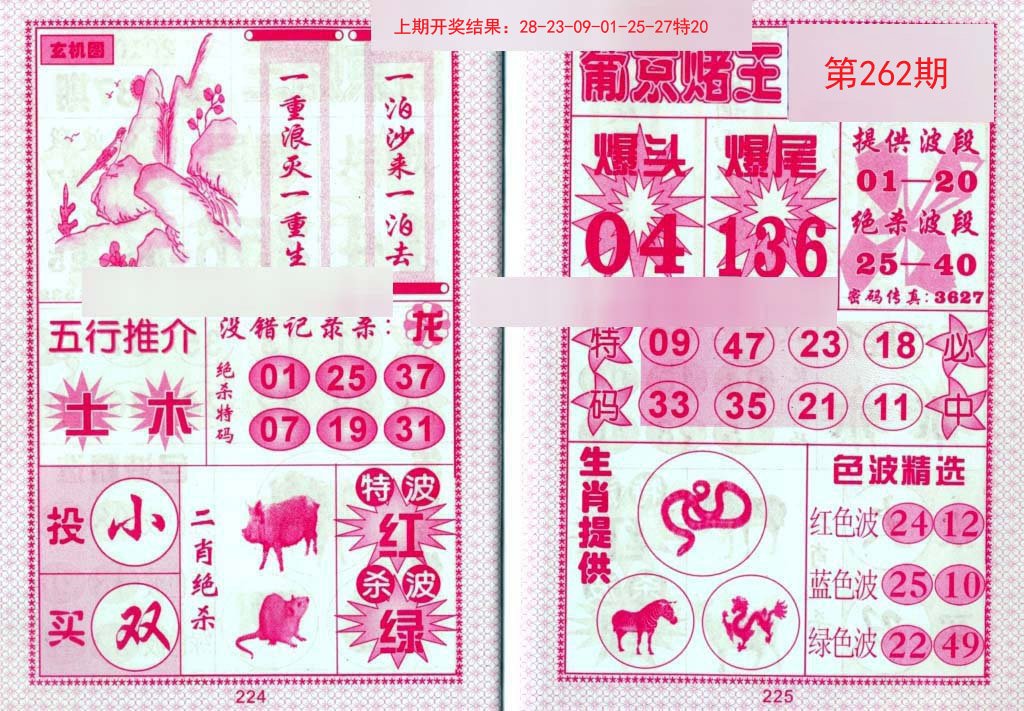 上期开奖结果：28-23-09-01-25-27特20
玄机图
一泊沙来一泊去
一重浪灭一重生
五行推介
土 木
没错记录杀：龙
绝杀特码
01 25 37
07 19 31
投 小
买 双
二肖绝杀
特波
红
杀波
绿
224
葡京赌王
第262期
爆头
04
爆尾
136
提供波段
01—20
绝杀波段
25—40
密码传真：3627
特码
09 47 23 18
33 35 21 11
必中
生肖提供
色波精选
红色波 24 12
蓝色波 25 10
绿色波 22 49
225